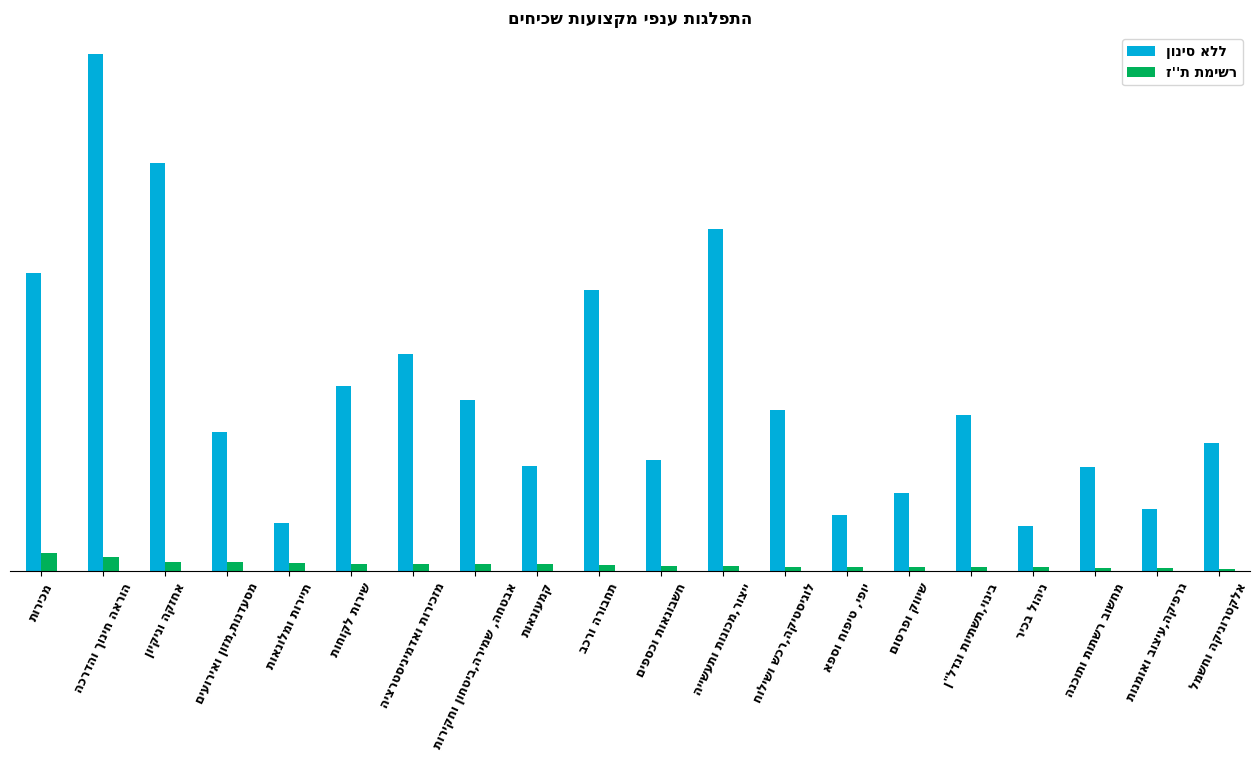 התפלגות ענפי מקצועות שכיחים
ללא סינון
רשימת ת''ז
מכירות
הוראה חינוך והדרכה
אחזקה וניקיון
מסעדנות,מזון ואירועים
תיירות ומלונאות
שירות לקוחות
מזכירות ואדמיניסטרציה
אבטחה, שמירה,ביטחון וחקירות
קמעונאות
תחבורה ורכב
חשבונאות וכספים
ייצור,מכונות ותעשייה
לוגיסטיקה,רכש ושילוח
יופי, טיפוח וספא
שיווק ופרסום
בינוי,תשתיות ונדל"ן
ניהול בכיר
מחשוב רשתות ותוכנה
גרפיקה,עיצוב ואומנות
אלקטרוניקה וחשמל